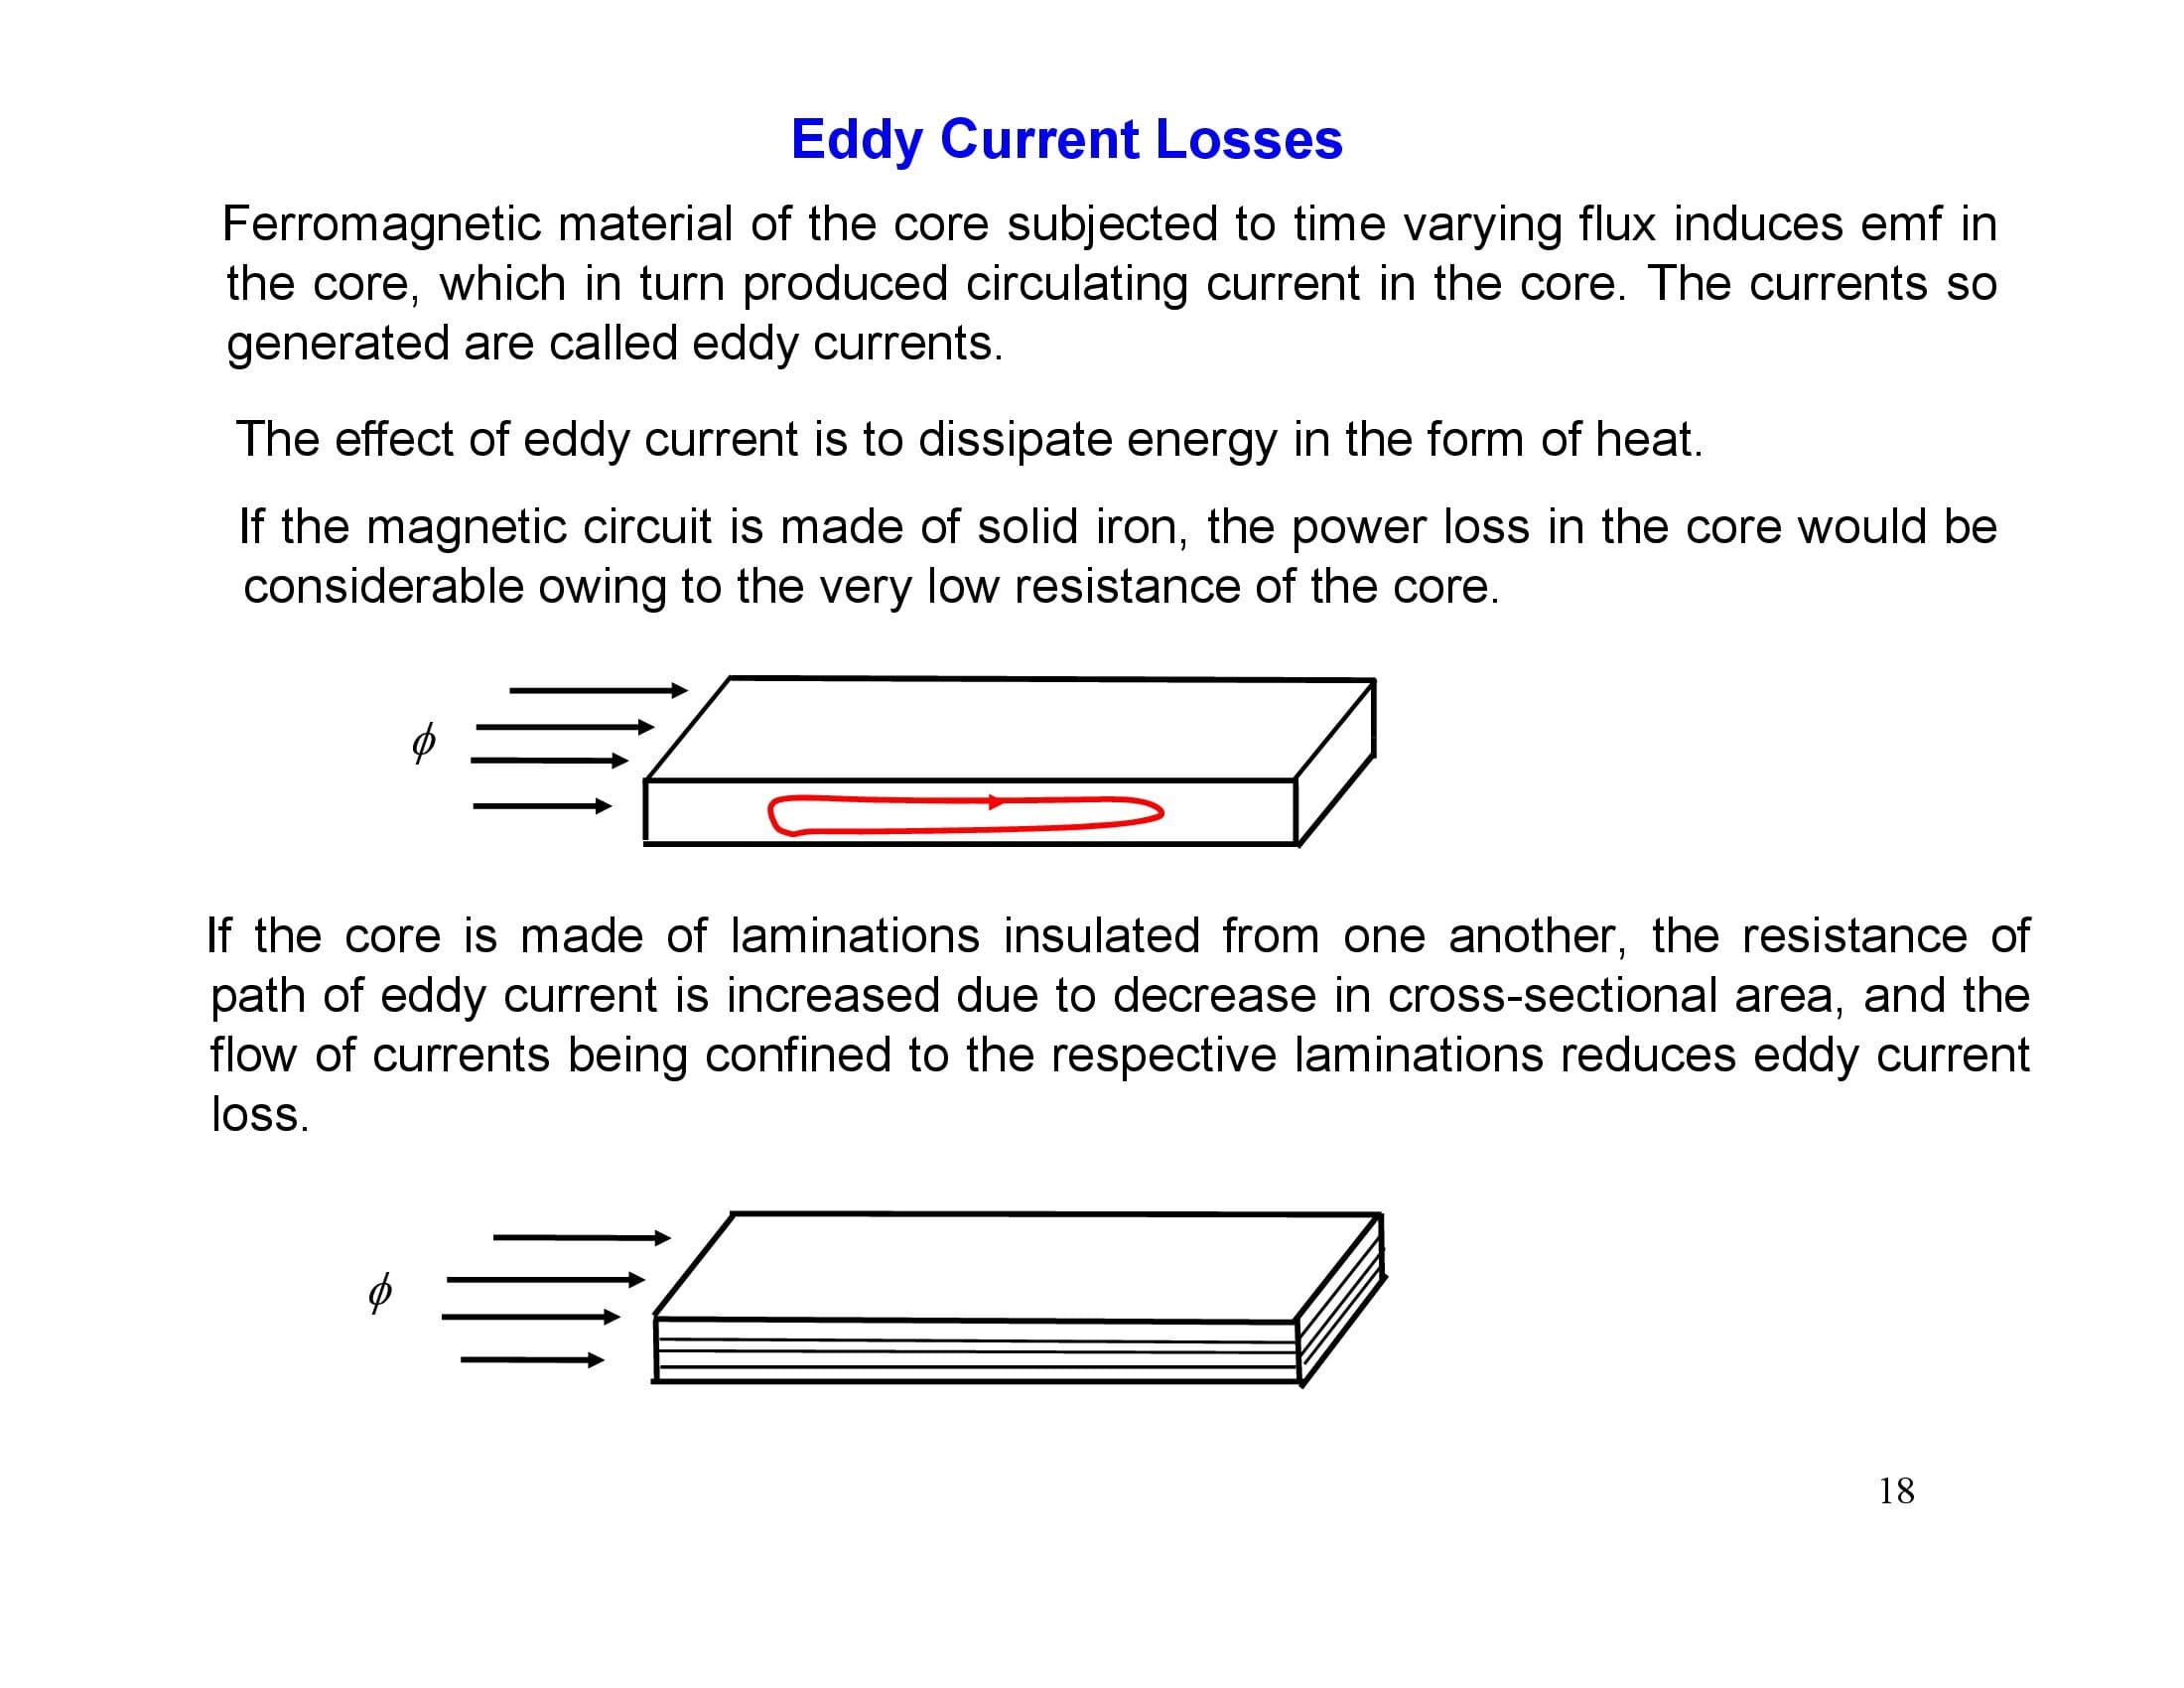 Eddy Current Losses
Ferromagnetic material of the core subjected to time varying flux induces emf in
the core, which in turn produced circulating current in the core. The currents so
generated are called eddy currents.
The effect of eddy current is to dissipate energy in the form of heat.
If the magnetic circuit is made of solid iron, the power loss in the core would be
considerable owing to the very low resistance of the core.
ϕ
If the core is made of laminations insulated from one another, the resistance of
path of eddy current is increased due to decrease in cross-sectional area, and the
flow of currents being confined to the respective laminations reduces eddy current
loss.
ϕ
18